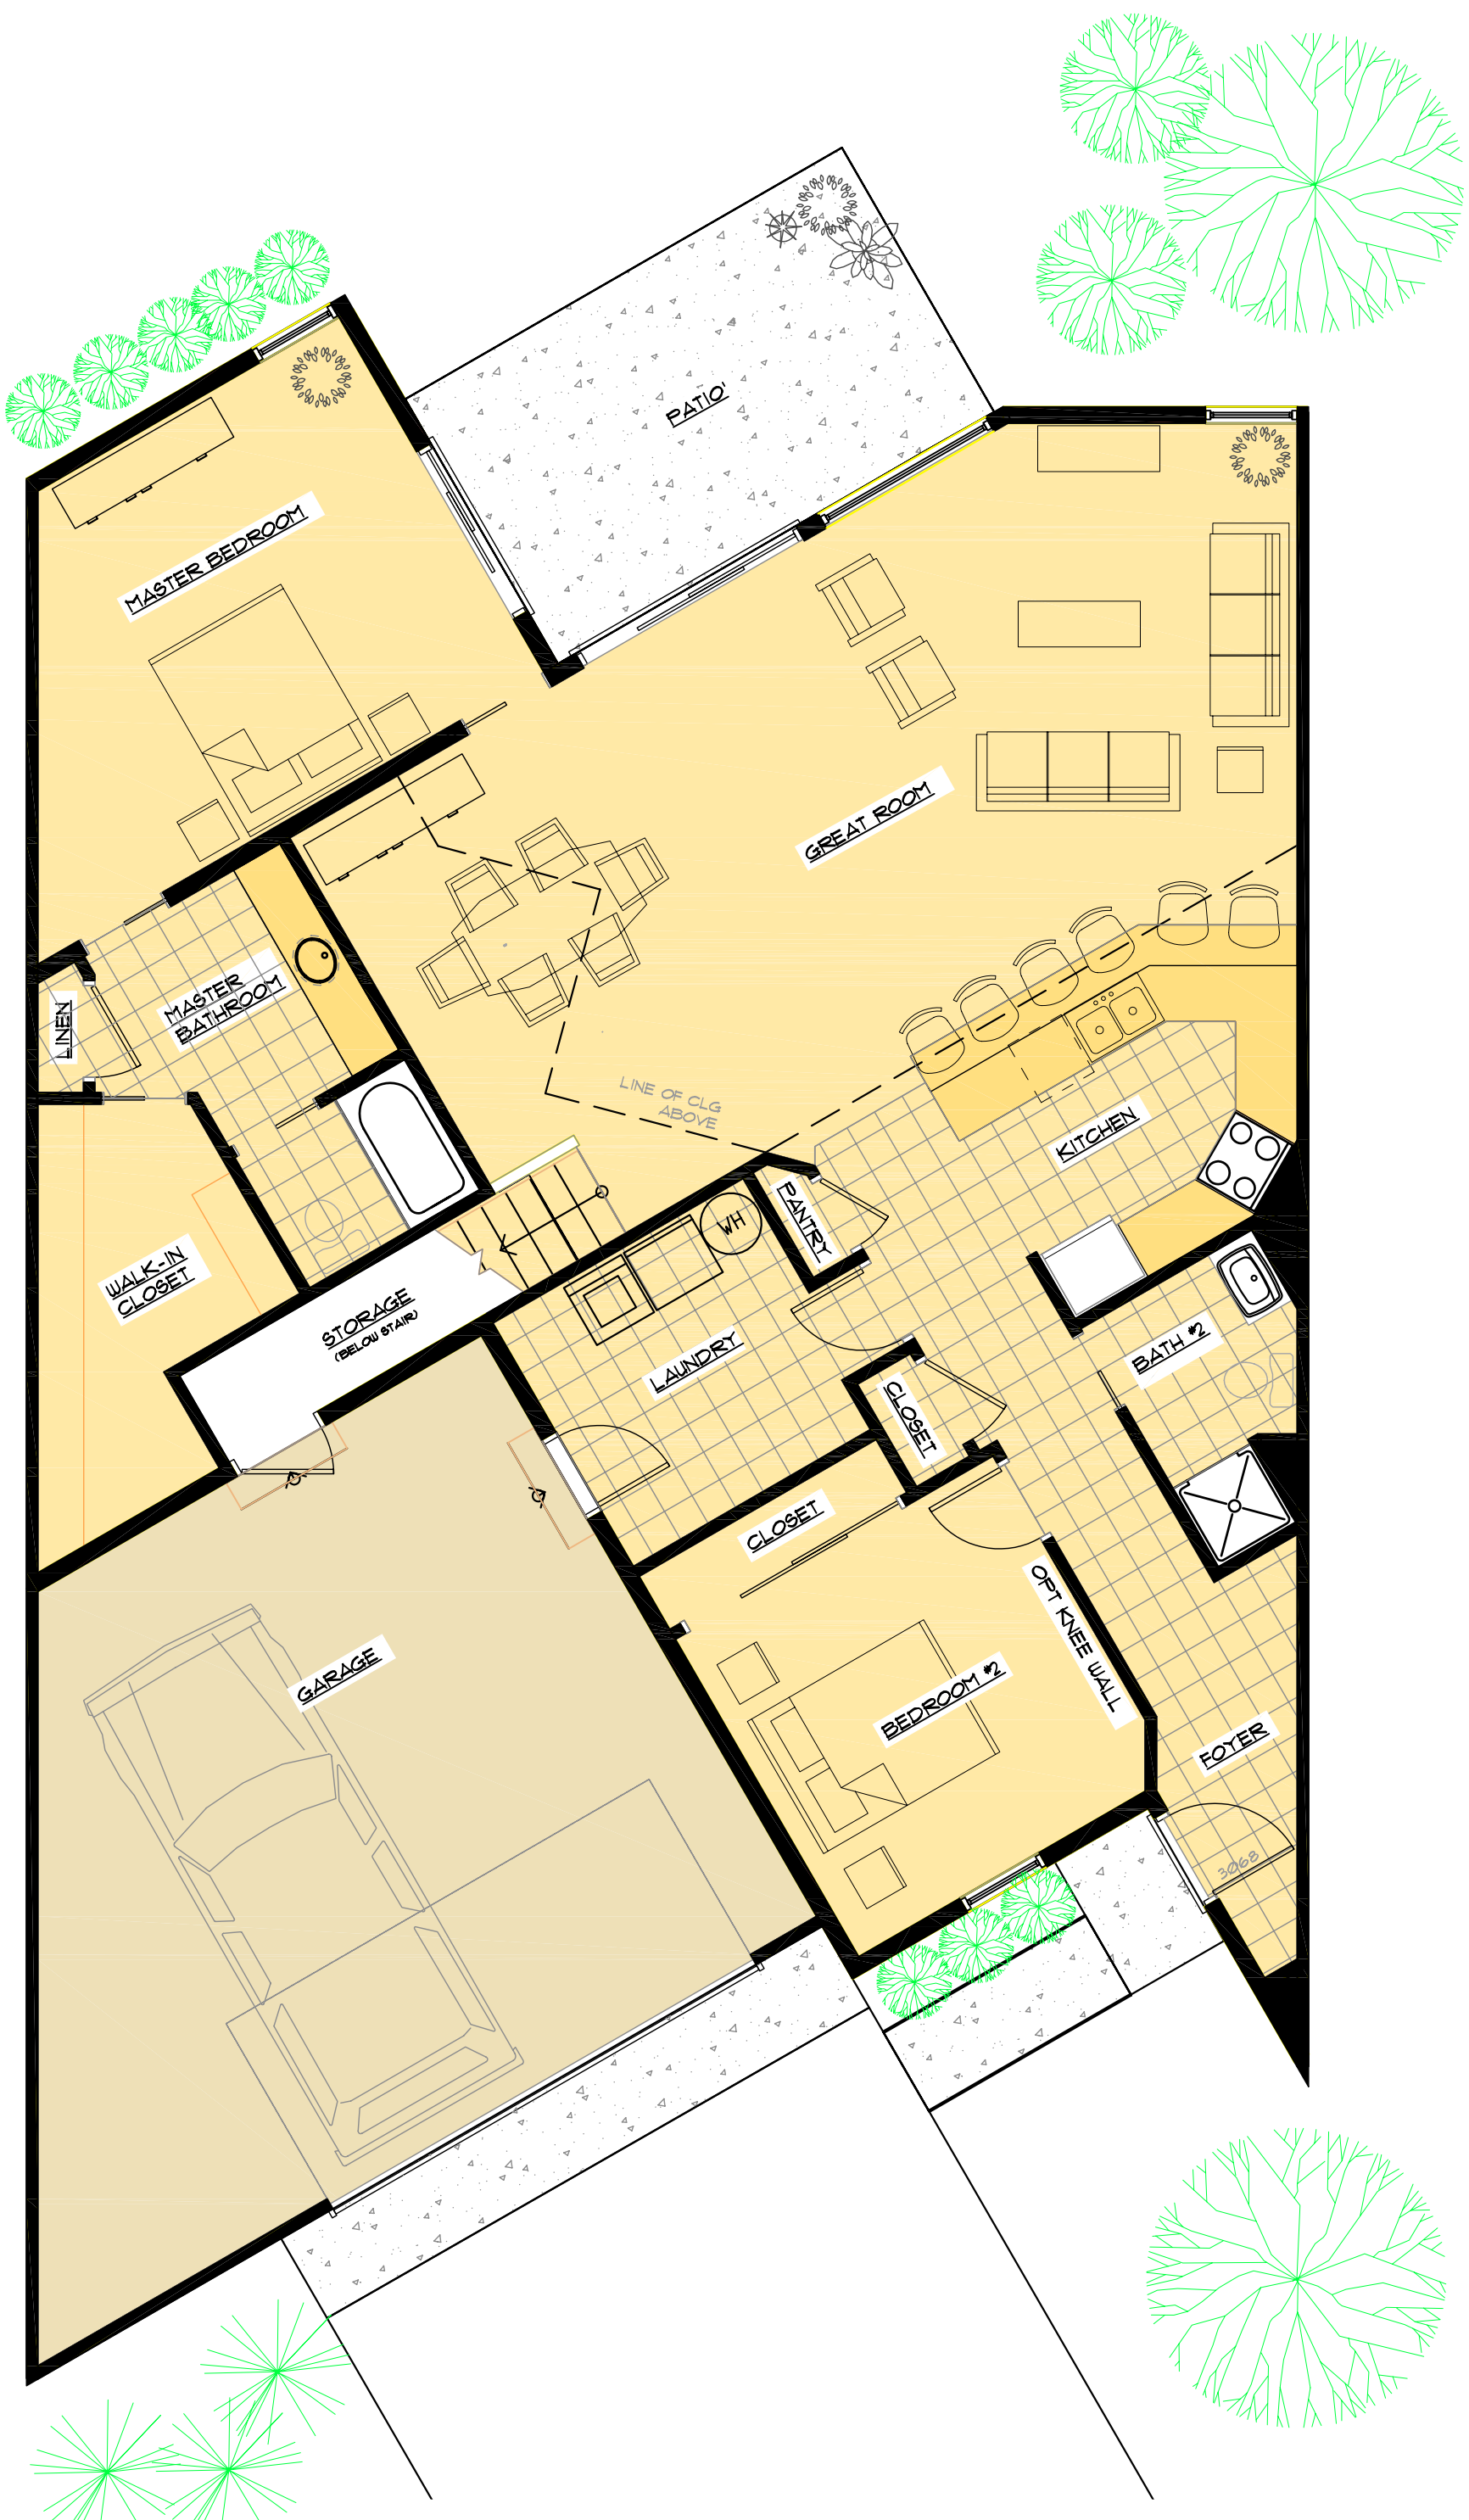 PATIO'
MASTER BEDROOM
GREAT ROOM
MASTER
BATHROOM
LINEN
LINE OF CLG
ABOVE
KITCHEN
PANTRY
WH
WALK-IN
CLOSET
STORAGE
(BELOW STAIR)
LAUNDRY
BATH #2
CLOSET
CLOSET
OPT KNEE WALL
GARAGE
BEDROOM #2
FOYER
3068